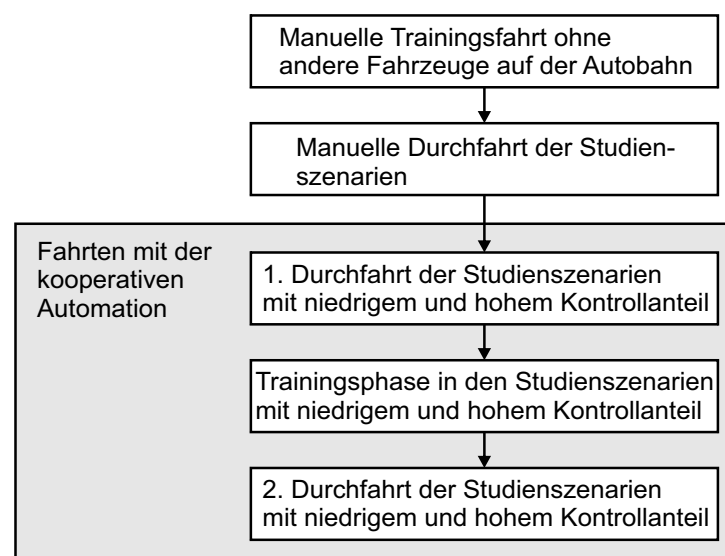 Manuelle Trainingsfahrt ohne
andere Fahrzeuge auf der Autobahn
Manuelle Durchfahrt der Studien-
szenarien
Fahrten mit der
kooperativen
Automation
1. Durchfahrt der Studienszenarien
mit niedrigem und hohem Kontrollanteil
Trainingsphase in den Studienszenarien
mit niedrigem und hohem Kontrollanteil
2. Durchfahrt der Studienszenarien
mit niedrigem und hohem Kontrollanteil